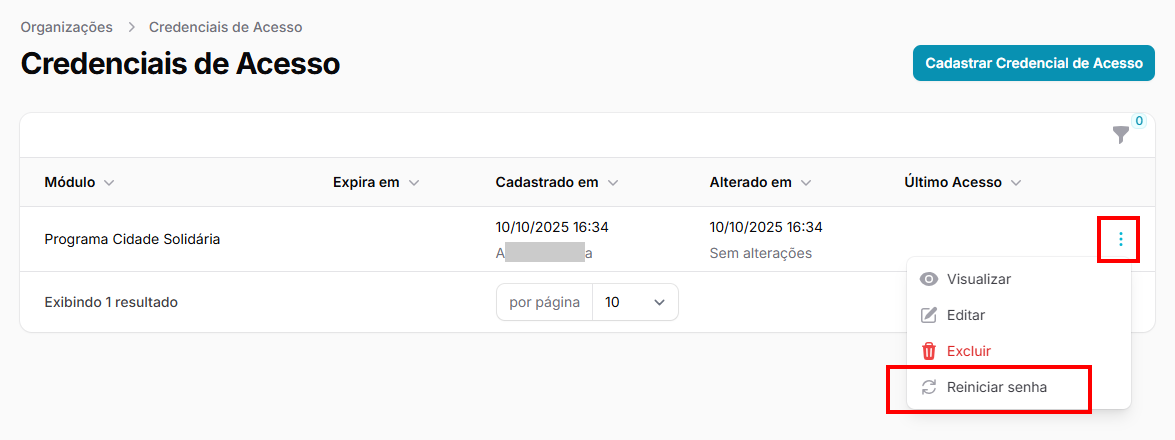 Organizações > Credenciais de Acesso
Credenciais de Acesso
Cadastrar Credencial de Acesso
0
Módulo Expira em Cadastrado em Alterado em Último Acesso
Programa Cidade Solidária
10/10/2025 16:34 10/10/2025 16:34
A a Sem alterações
Exibindo 1 resultado por página 10
Visualizar
Editar
Excluir
Reiniciar senha